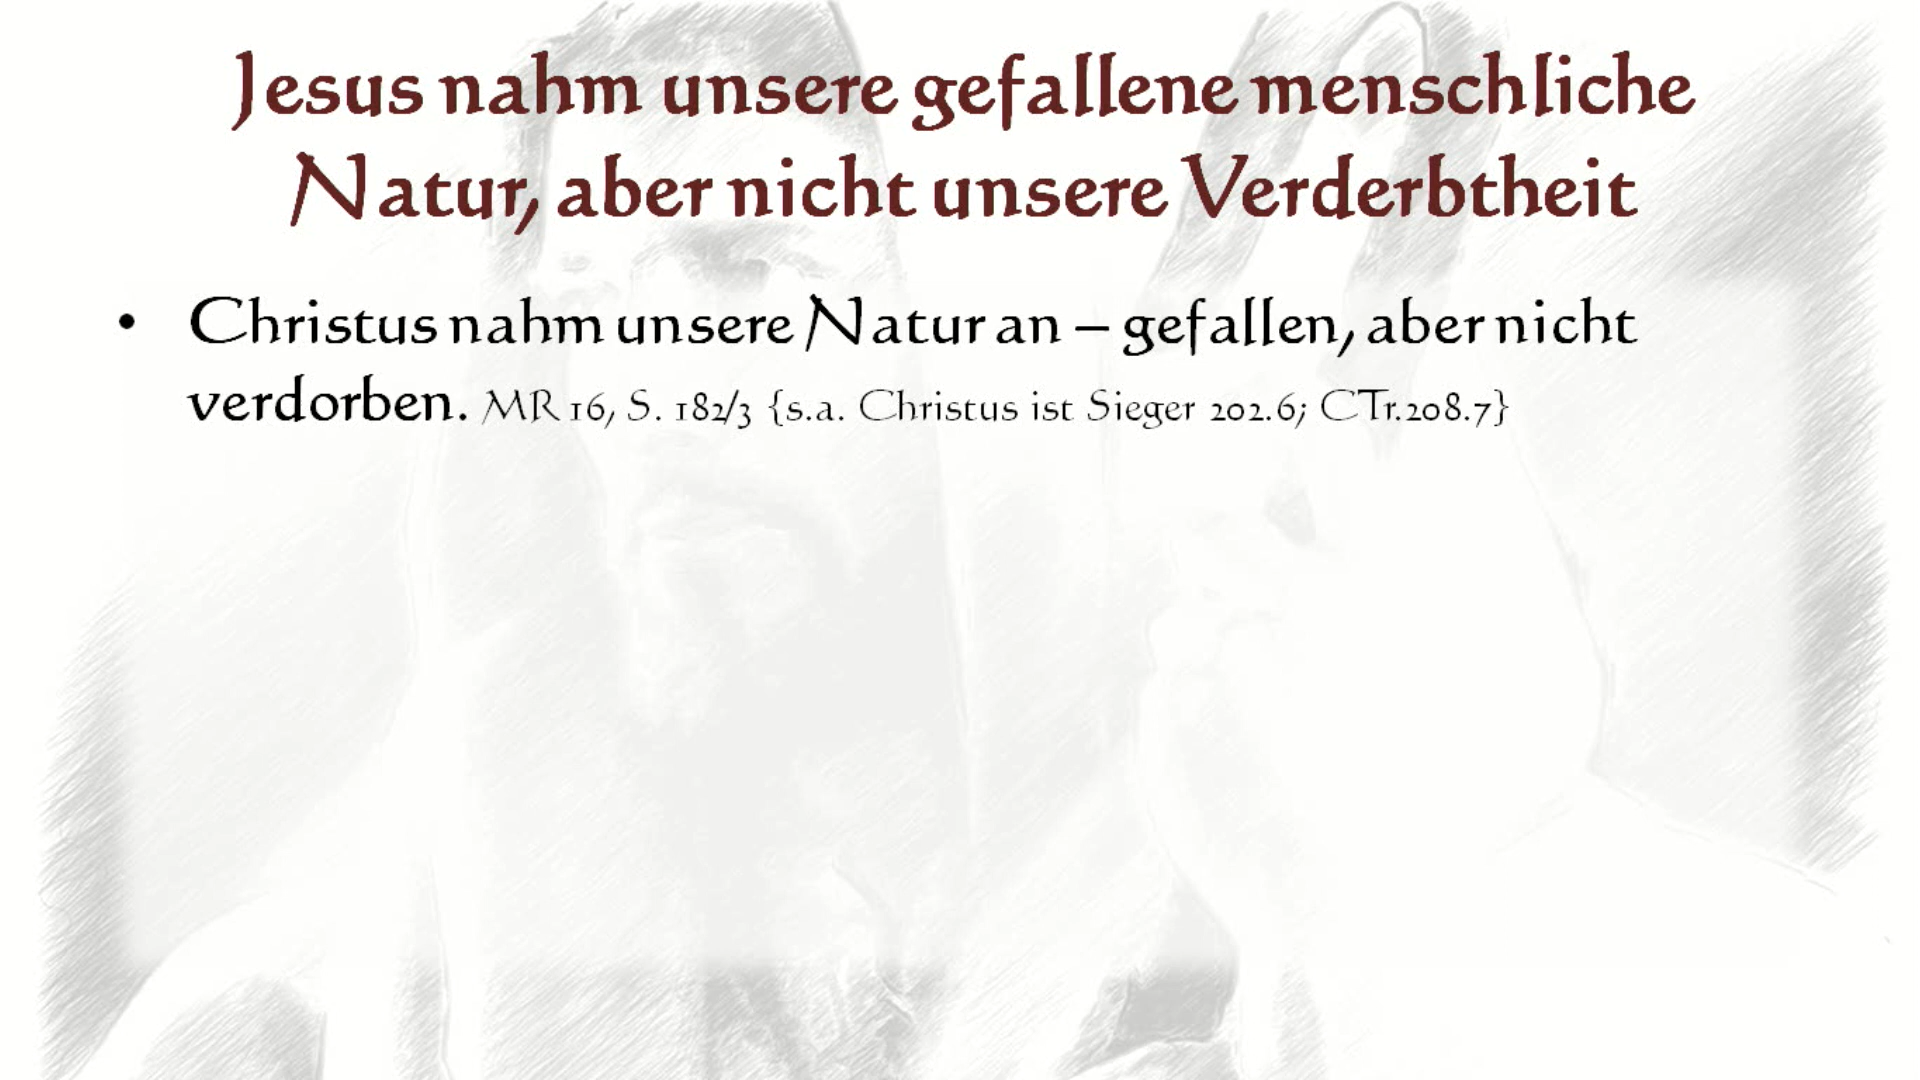 Jesus nahm unsere gefallene menschliche
Natur, aber nicht unsere Verderbtheit
• Christus nahm unsere Natur an – gefallen, aber nicht
verdorben. MR 16, S. 182/3 {s.a. Christus ist Sieger 202.6; CTr.208.7}